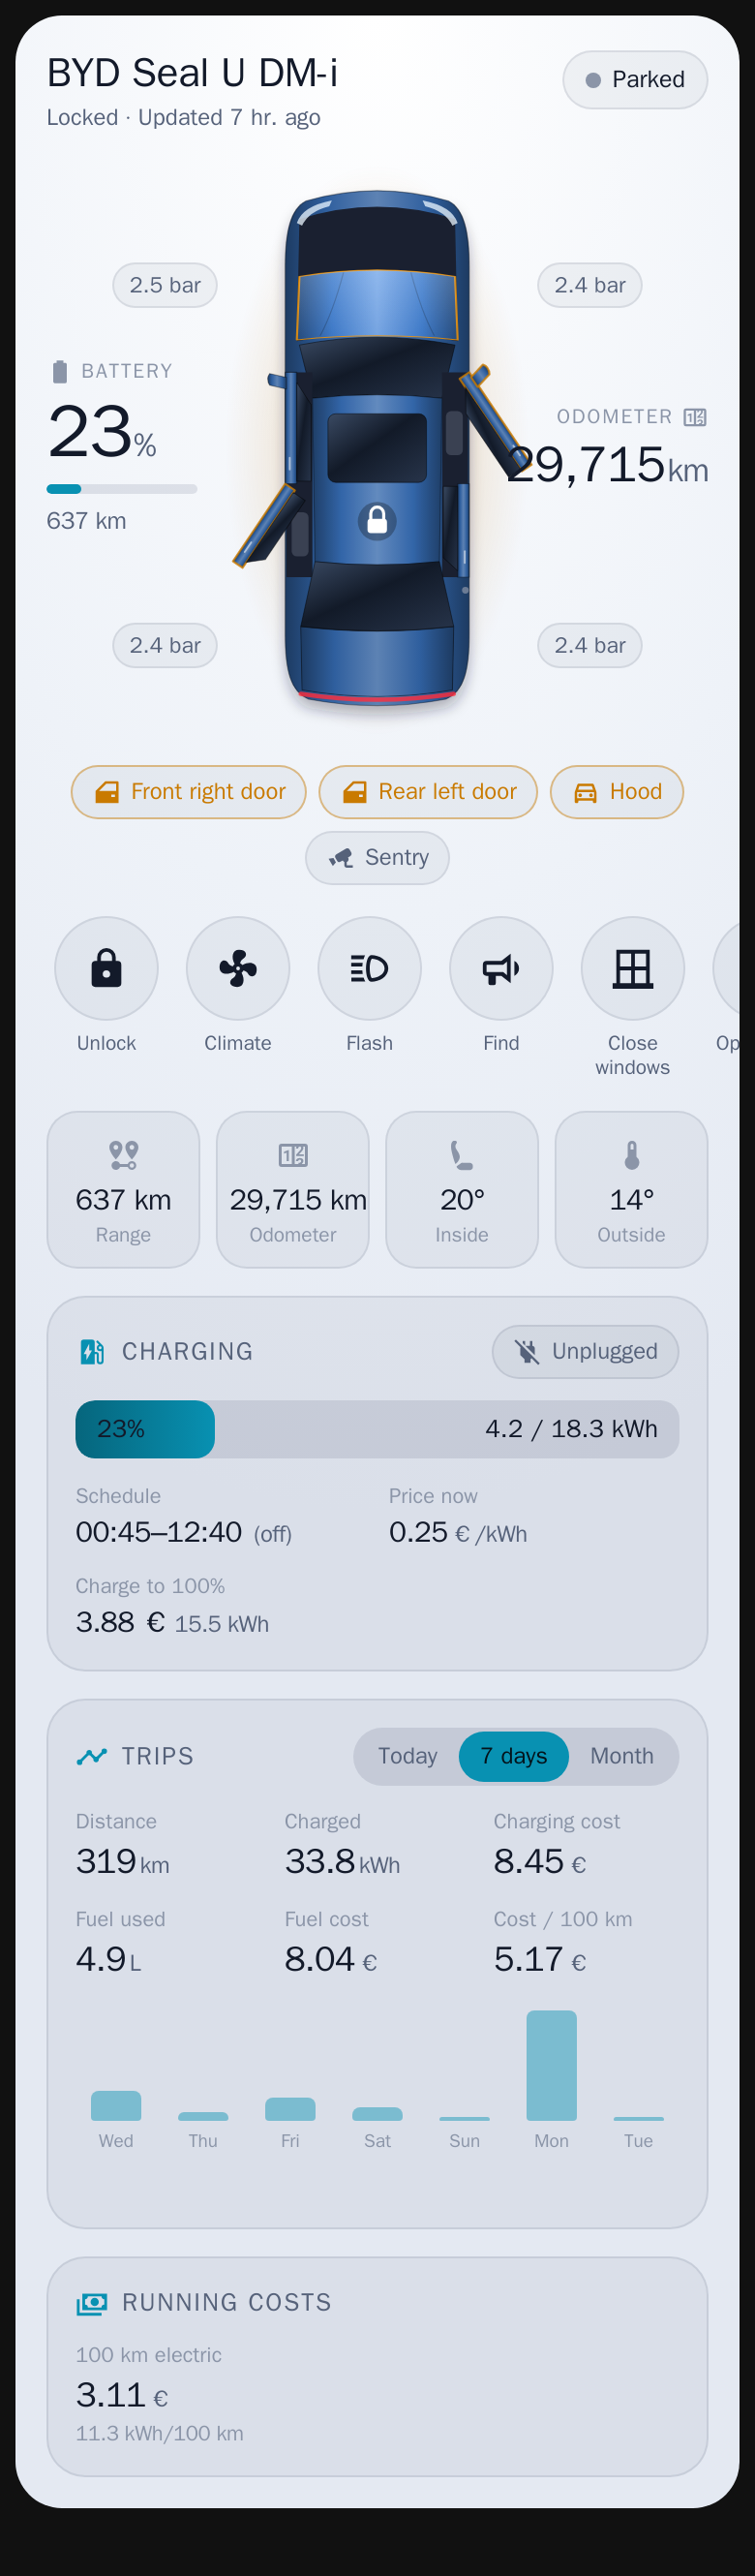 BYD Seal U DM-i
Parked
Locked · Updated 7 hr. ago
2.5 bar
2.4 bar
BATTERY
23%
637 km
ODOMETER
29,715km
2.4 bar
2.4 bar
Front right door
Rear left door
Hood
Sentry
Unlock
Climate
Flash
Find
Close
windows
Op
637 km
Range
29,715 km
Odometer
20°
Inside
14°
Outside
CHARGING
Unplugged
23%
4.2 / 18.3 kWh
Schedule
Price now
00:45–12:40 (off)
0.25 € /kWh
Charge to 100%
3.88 € 15.5 kWh
TRIPS
Today
7 days
Month
Distance
Charged
Charging cost
319 km
33.8 kWh
8.45 €
Fuel used
Fuel cost
Cost / 100 km
4.9 L
8.04 €
5.17 €
Wed
Thu
Fri
Sat
Sun
Mon
Tue
RUNNING COSTS
100 km electric
3.11 €
11.3 kWh/100 km